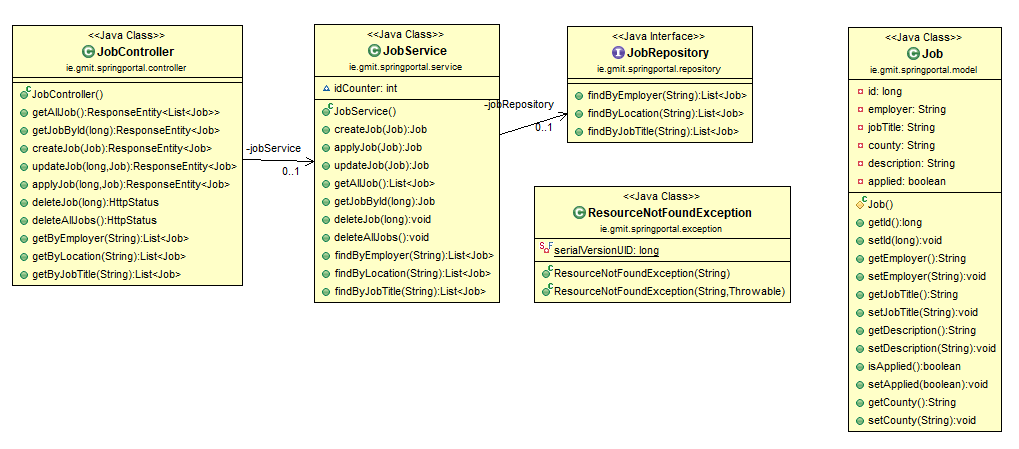 <<Java Class>>
JobController
ie.gmit.springportal.controller
JobController()
getAllJob():ResponseEntity<List<Job>>
getJobById(long):ResponseEntity<Job>
createJob(Job):ResponseEntity<Job>
updateJob(long,Job):ResponseEntity<Job>
applyJob(long,Job):ResponseEntity<Job>
deleteJob(long):HttpStatus
deleteAllJobs():HttpStatus
getByEmployer(String):List<Job>
getByLocation(String):List<Job>
getByJobTitle(String):List<Job>
-jobService
0..1
<<Java Class>>
JobService
ie.gmit.springportal.service
idCounter: int
JobService()
createJob(Job):Job
applyJob(Job):Job
updateJob(Job):Job
getAllJob():List<Job>
getJobById(long):Job
deleteJob(long):void
deleteAllJobs():void
findByEmployer(String):List<Job>
findByLocation(String):List<Job>
findByJobTitle(String):List<Job>
-jobRepository
0..1
<<Java Interface>>
JobRepository
ie.gmit.springportal.repository
findByEmployer(String):List<Job>
findByLocation(String):List<Job>
findByJobTitle(String):List<Job>
<<Java Class>>
ResourceNotFoundException
ie.gmit.springportal.exception
serialVersionUID: long
ResourceNotFoundException(String)
ResourceNotFoundException(String,Throwable)
<<Java Class>>
Job
ie.gmit.springportal.model
id: long
employer: String
jobTitle: String
county: String
description: String
applied: boolean
Job()
getId():long
setId(long):void
getEmployer():String
setEmployer(String):void
getJobTitle():String
setJobTitle(String):void
getDescription():String
setDescription(String):void
isApplied():boolean
setApplied(boolean):void
getCounty():String
setCounty(String):void